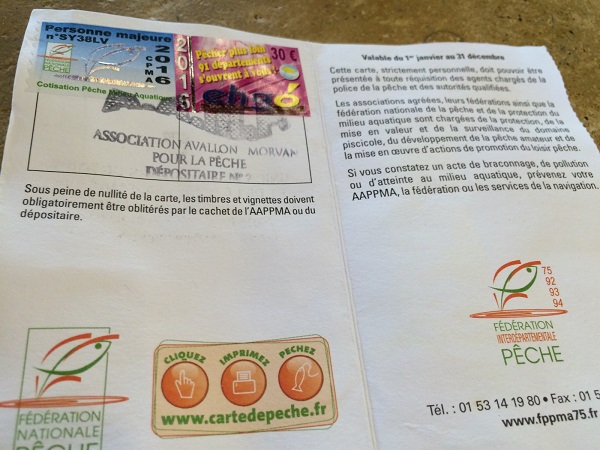 Personne majeure
n°SY38LV
2016
CPMA
PÊCHE
Cotisation Pêche Milieu Aquatique
2016
Pêcher plus loin 30 €
91 départements
s'ouvrent à vous !
ehgo
ASSOCIATION AVALLON MORVAN
POUR LA PÊCHE
DÉPOSITAIRE N° 2
Sous peine de nullité de la carte, les timbres et vignettes doivent
obligatoirement être oblitérés par le cachet de l'AAPPMA ou du
dépositaire.
FÉDÉRATION
NATIONALE
PÊCHE
CLIQUEZ IMPRIMEZ PECHEZ
www.cartedepeche.fr
Valable du 1er janvier au 31 décembre
Cette carte, strictement personnelle, doit pouvoir être
présentée à toute réquisition des agents chargés de la
police de la pêche et des autorités qualifiées.
Les associations agréées, leurs fédérations ainsi que la
fédération nationale de la pêche et de la protection du
milieu aquatique sont chargées de la protection, de la
mise en valeur et de la surveillance du domaine
piscicole, du développement de la pêche amateur et de
la mise en œuvre d'actions de promotion du loisir pêche.
Si vous constatez un acte de braconnage, de pollution
ou d'atteinte au milieu aquatique, prévenez votre
AAPPMA, la fédération ou les services de la navigation.
75
92
93
94
FÉDÉRATION
INTERDÉPARTEMENTALE
PÊCHE
Tél. : 01 53 14 19 80 • Fax : 01 5
www.fppma75.fr